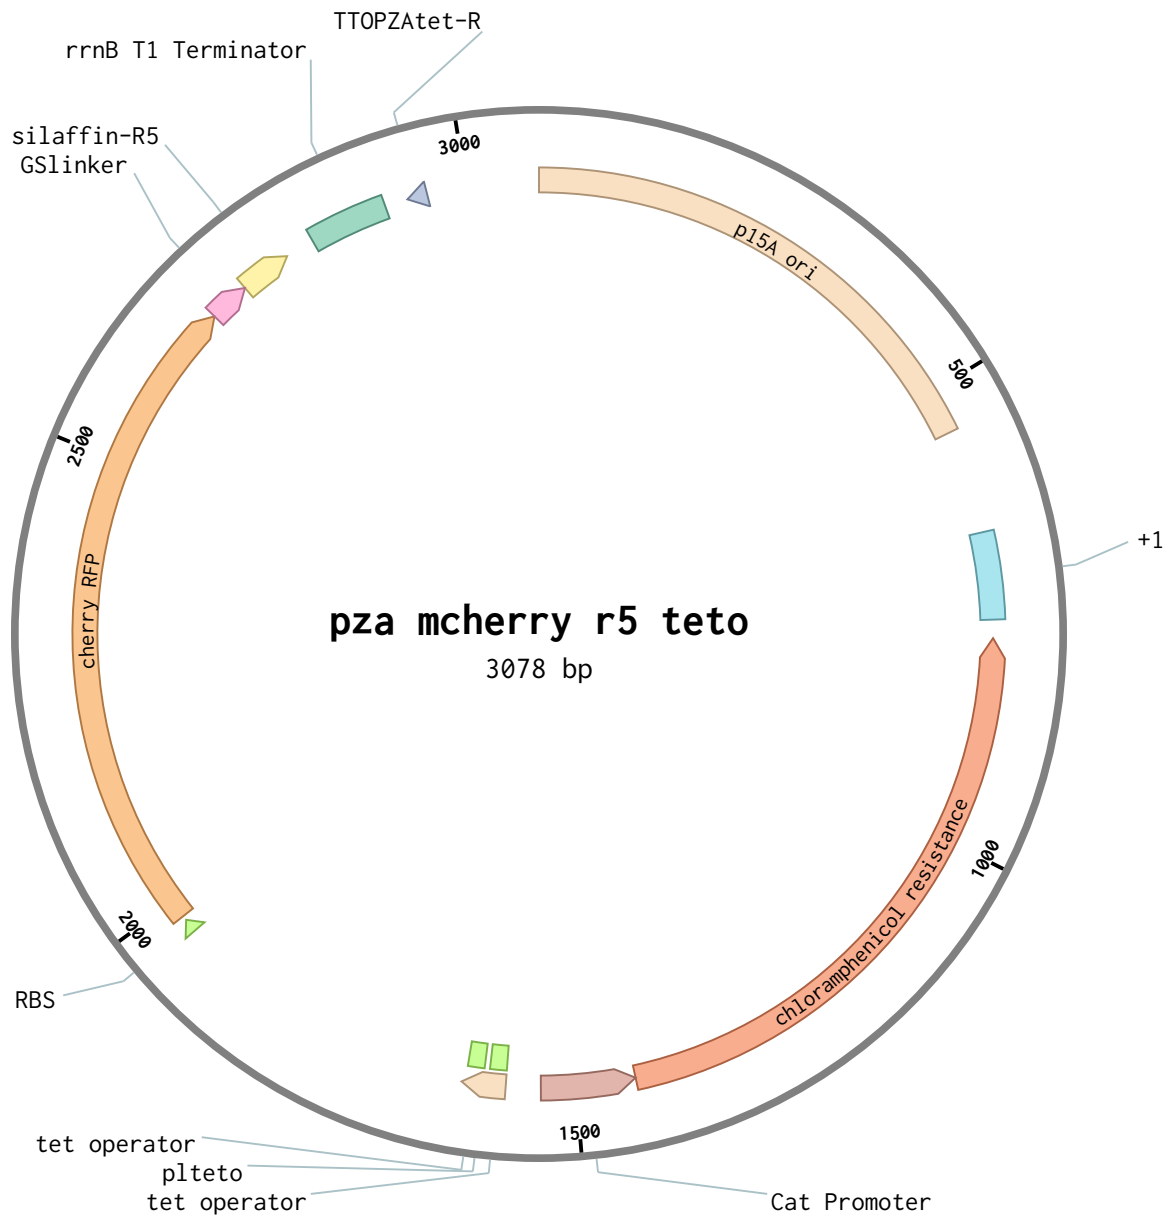 TTOPZAtet-R
rrnB T1 Terminator
silaffin-R5
GSlinker
3000
p15A ori
500
2500
+1
cherry RFP
pza mcherry r5 teto
3078 bp
1000
chloramphenicol resistance
2000
RBS
1500
tet operator
plteto
tet operator
Cat Promoter